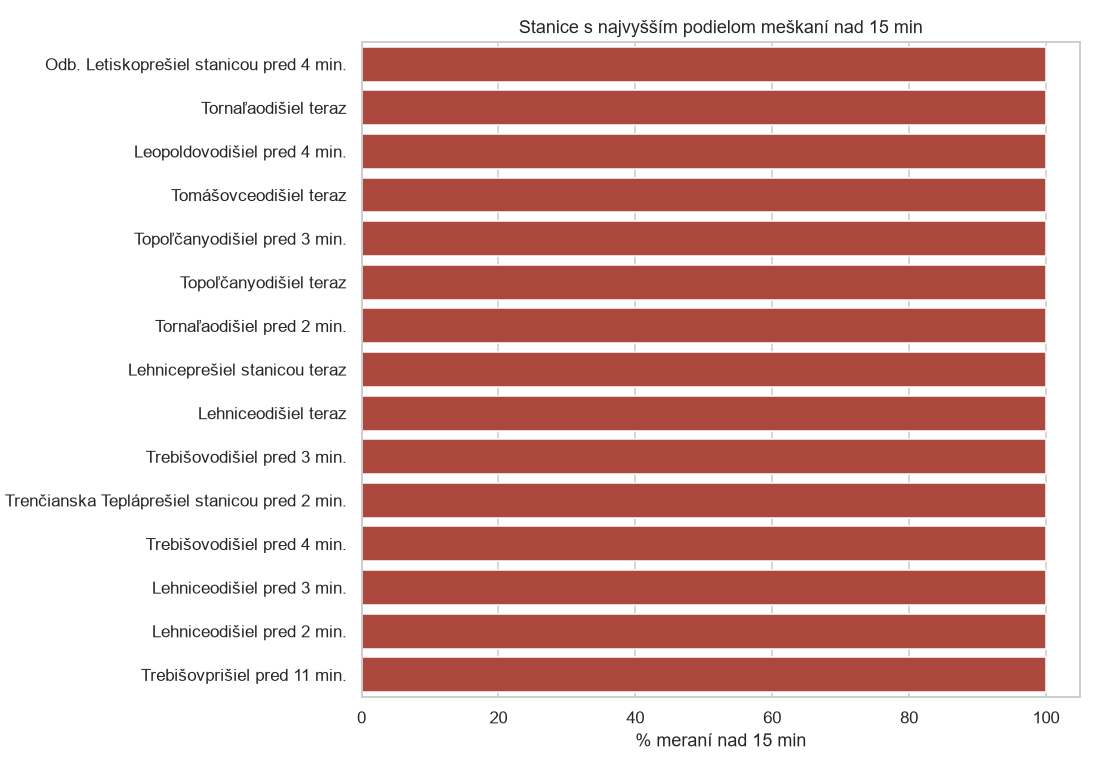 Stanice s najvyšším podielom meškaní nad 15 min
Odb. Letiskoprešiel stanicou pred 4 min.
Tornaľaodišiel teraz
Leopoldovodišiel pred 4 min.
Tomášovceodišiel teraz
Topoľčanyodišiel pred 3 min.
Topoľčanyodišiel teraz
Tornaľaodišiel pred 2 min.
Lehniceprešiel stanicou teraz
Lehniceodišiel teraz
Trebišovodišiel pred 3 min.
Trenčianska Tepláprešiel stanicou pred 2 min.
Trebišovodišiel pred 4 min.
Lehniceodišiel pred 3 min.
Lehniceodišiel pred 2 min.
Trebišovprišiel pred 11 min.
0 20 40 60 80 100
% meraní nad 15 min